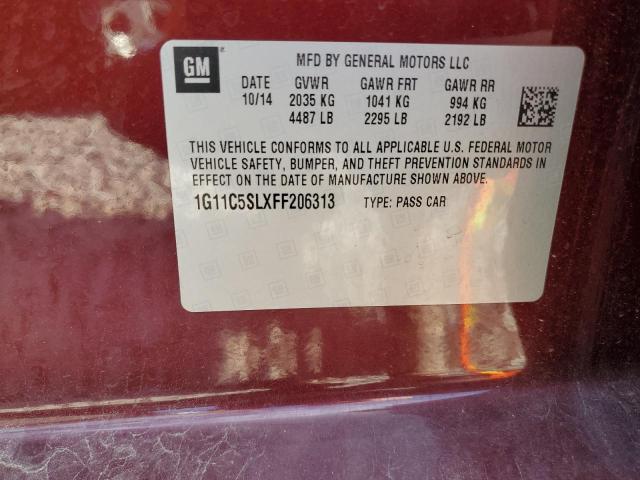 GM
MFD BY GENERAL MOTORS LLC
DATE GVWR GAWR FRT GAWR RR
10/14 2035 KG 1041 KG 994 KG
4487 LB 2295 LB 2192 LB
THIS VEHICLE CONFORMS TO ALL APPLICABLE U.S. FEDERAL MOTOR
VEHICLE SAFETY, BUMPER, AND THEFT PREVENTION STANDARDS IN
EFFECT ON THE DATE OF MANUFACTURE SHOWN ABOVE.
1G11C5SLXFF206313 TYPE: PASS CAR